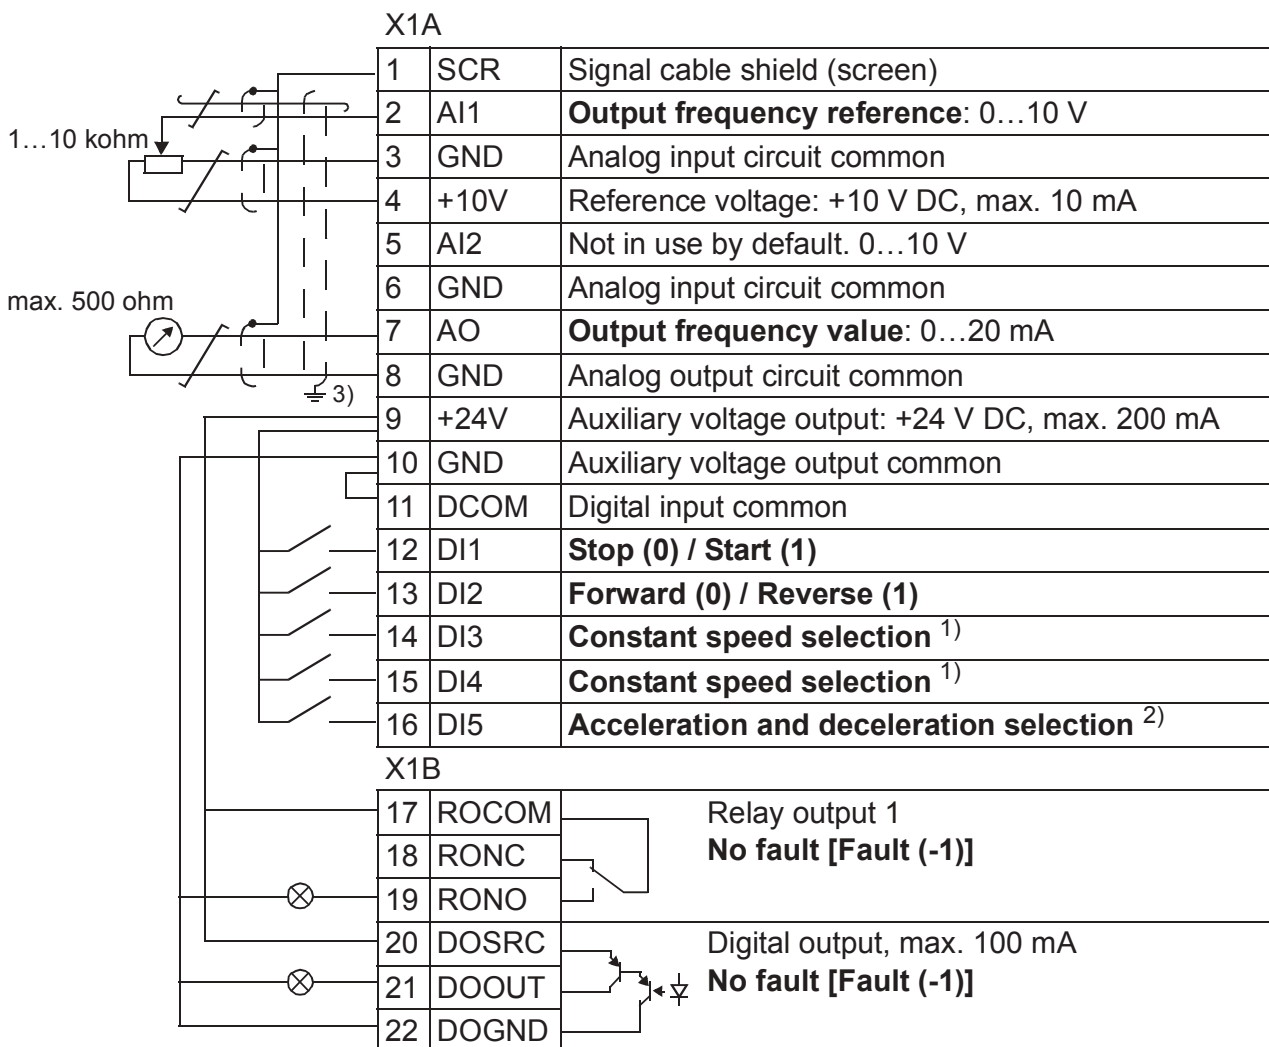 X1A
1 SCR Signal cable shield (screen)
2 AI1 Output frequency reference: 0…10 V
1…10 kohm
3 GND Analog input circuit common
4 +10V Reference voltage: +10 V DC, max. 10 mA
5 AI2 Not in use by default. 0…10 V
6 GND Analog input circuit common
max. 500 ohm
7 AO Output frequency value: 0…20 mA
8 GND Analog output circuit common
3)
9 +24V Auxiliary voltage output: +24 V DC, max. 200 mA
10 GND Auxiliary voltage output common
11 DCOM Digital input common
12 DI1 Stop (0) / Start (1)
13 DI2 Forward (0) / Reverse (1)
14 DI3 Constant speed selection 1)
15 DI4 Constant speed selection 1)
16 DI5 Acceleration and deceleration selection 2)
X1B
17 ROCOM Relay output 1
18 RONC No fault [Fault (-1)]
19 RONO
20 DOSRC Digital output, max. 100 mA
21 DOOUT No fault [Fault (-1)]
22 DOGND